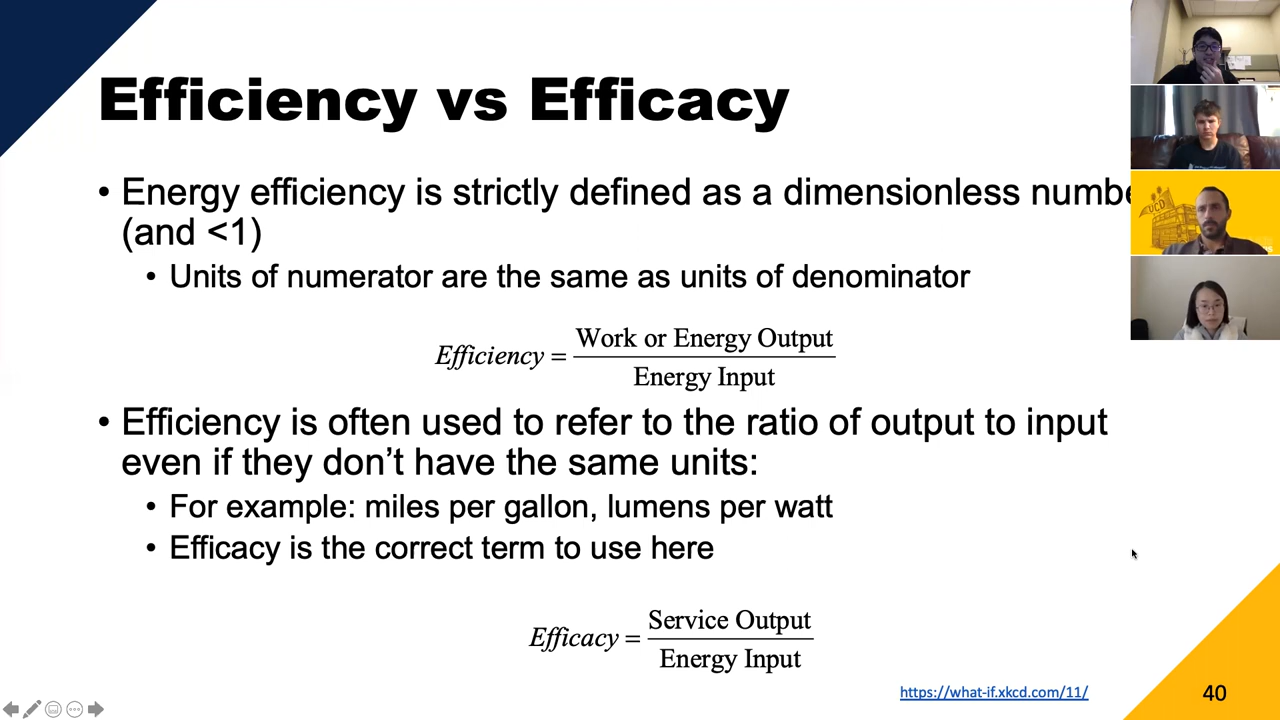 Efficiency vs Efficacy
• Energy efficiency is strictly defined as a dimensionless numbe
(and <1)
• Units of numerator are the same as units of denominator
Efficiency = Work or Energy Output
Energy Input
• Efficiency is often used to refer to the ratio of output to input
even if they don’t have the same units:
• For example: miles per gallon, lumens per watt
• Efficacy is the correct term to use here
Efficacy = Service Output
Energy Input
https://what-if.xkcd.com/11/
40
UCD